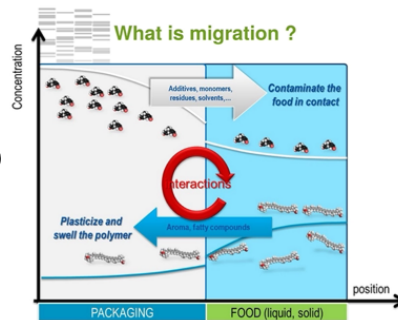 What is migration ?
Concentration
Additives, monomers,
residues, solvents,...
Contaminate the
food in contact
Interactions
Plasticize and
swell the polymer
Aroma, fatty compounds
position
PACKAGING
FOOD (liquid, solid)